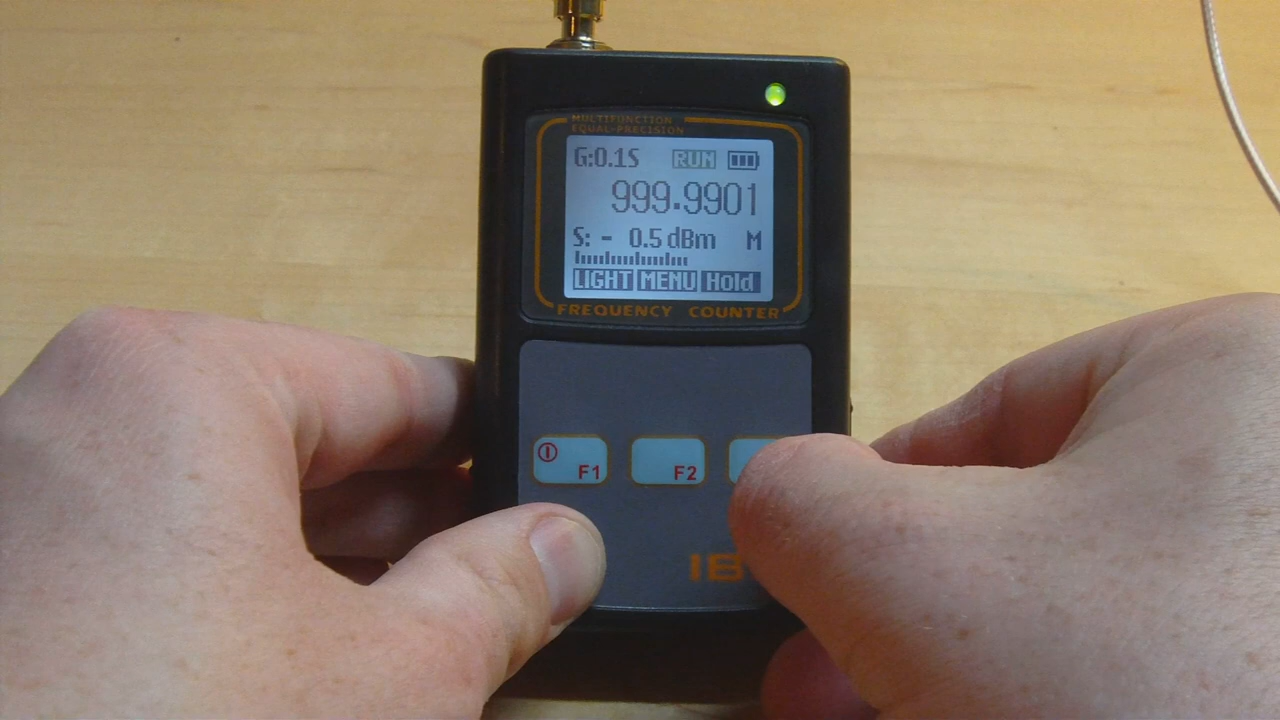 MULTIFUNCTION
EQUAL-PRECISION
G:0.1S RUN
999.9901
S: - 0.5 dBm M
LIGHT MENU Hold
FREQUENCY COUNTER
F1 F2